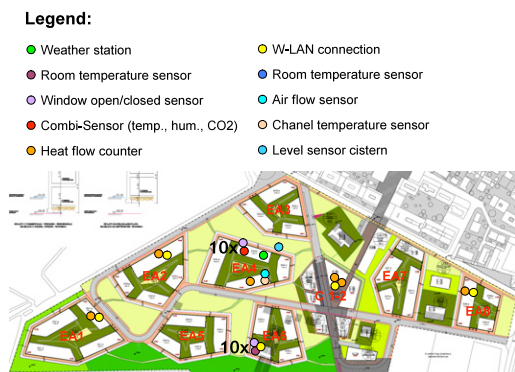 Legend:
Weather station
W-LAN connection
Room temperature sensor
Room temperature sensor
Window open/closed sensor
Air flow sensor
Combi-Sensor (temp., hum., CO2)
Chanel temperature sensor
Heat flow counter
Level sensor cistern
EA3
10x
EA2
EA4
EA7
C 1-2
EA8
EA1
EA5
EA6
10x